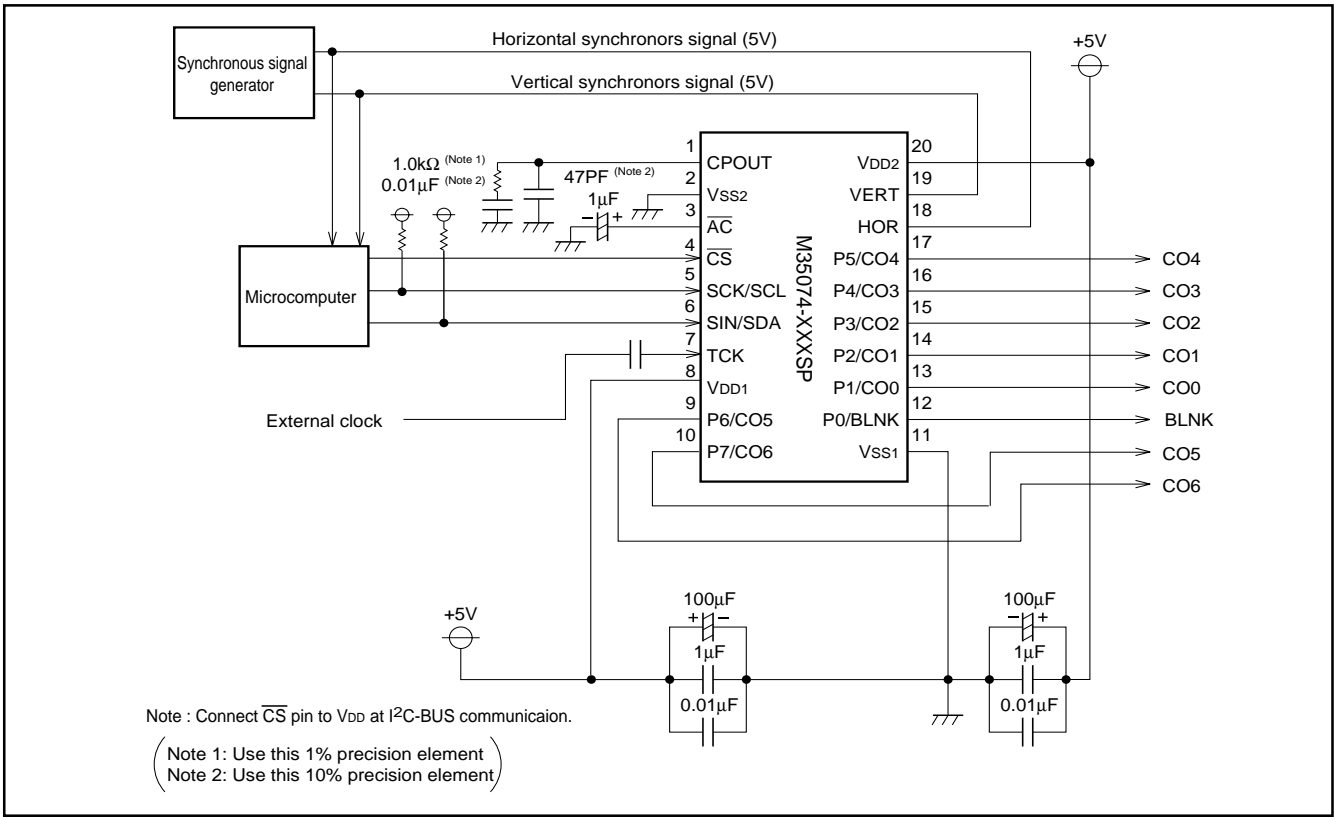 Horizontal synchronors signal (5V)
+5V
Synchronous signal
generator
Vertical synchronors signal (5V)
1.0kΩ (Note 1)
0.01µF (Note 2)
47PF (Note 2)
1µF
− +
1 CPOUT
2 VSS2
3 AC
4 CS
5 SCK/SCL
6 SIN/SDA
7 TCK
8 VDD1
9 P6/CO5
10 P7/CO6
M35074-XXXSP
20 VDD2
19 VERT
18 HOR
17 P5/CO4
16 P4/CO3
15 P3/CO2
14 P2/CO1
13 P1/CO0
12 P0/BLNK
11 VSS1
CO4
CO3
CO2
CO1
CO0
BLNK
CO5
CO6
Microcomputer
External clock
+5V
100µF
+ −
1µF
0.01µF
100µF
− +
1µF
0.01µF
Note : Connect CS pin to VDD at I2C-BUS communicaion.
Note 1: Use this 1% precision element
Note 2: Use this 10% precision element